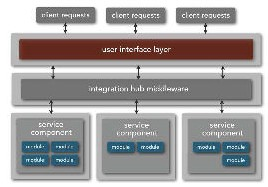 client requests
client requests
client requests
user interface layer
integration hub middleware
service
component
module
module
module
module
service
component
module
module
service
component
module
module
module